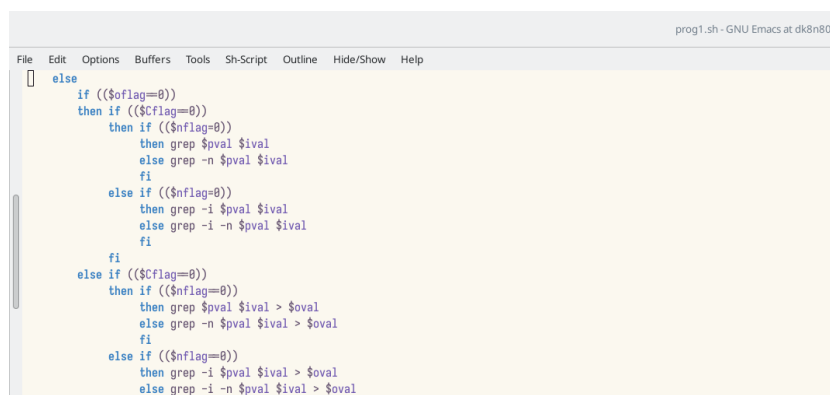 prog1.sh - GNU Emacs at dk8n80
File Edit Options Buffers Tools Sh-Script Outline Hide/Show Help
else
if (($oflag==0))
then if (($Cflag==0))
then if (($nflag=0))
then grep $pval $ival
else grep -n $pval $ival
fi
else if (($nflag=0))
then grep -i $pval $ival
else grep -i -n $pval $ival
fi
fi
else if (($Cflag==0))
then if (($nflag==0))
then grep $pval $ival > $oval
else grep -n $pval $ival > $oval
fi
else if (($nflag==0))
then grep -i $pval $ival > $oval
else grep -i -n $pval $ival > $oval